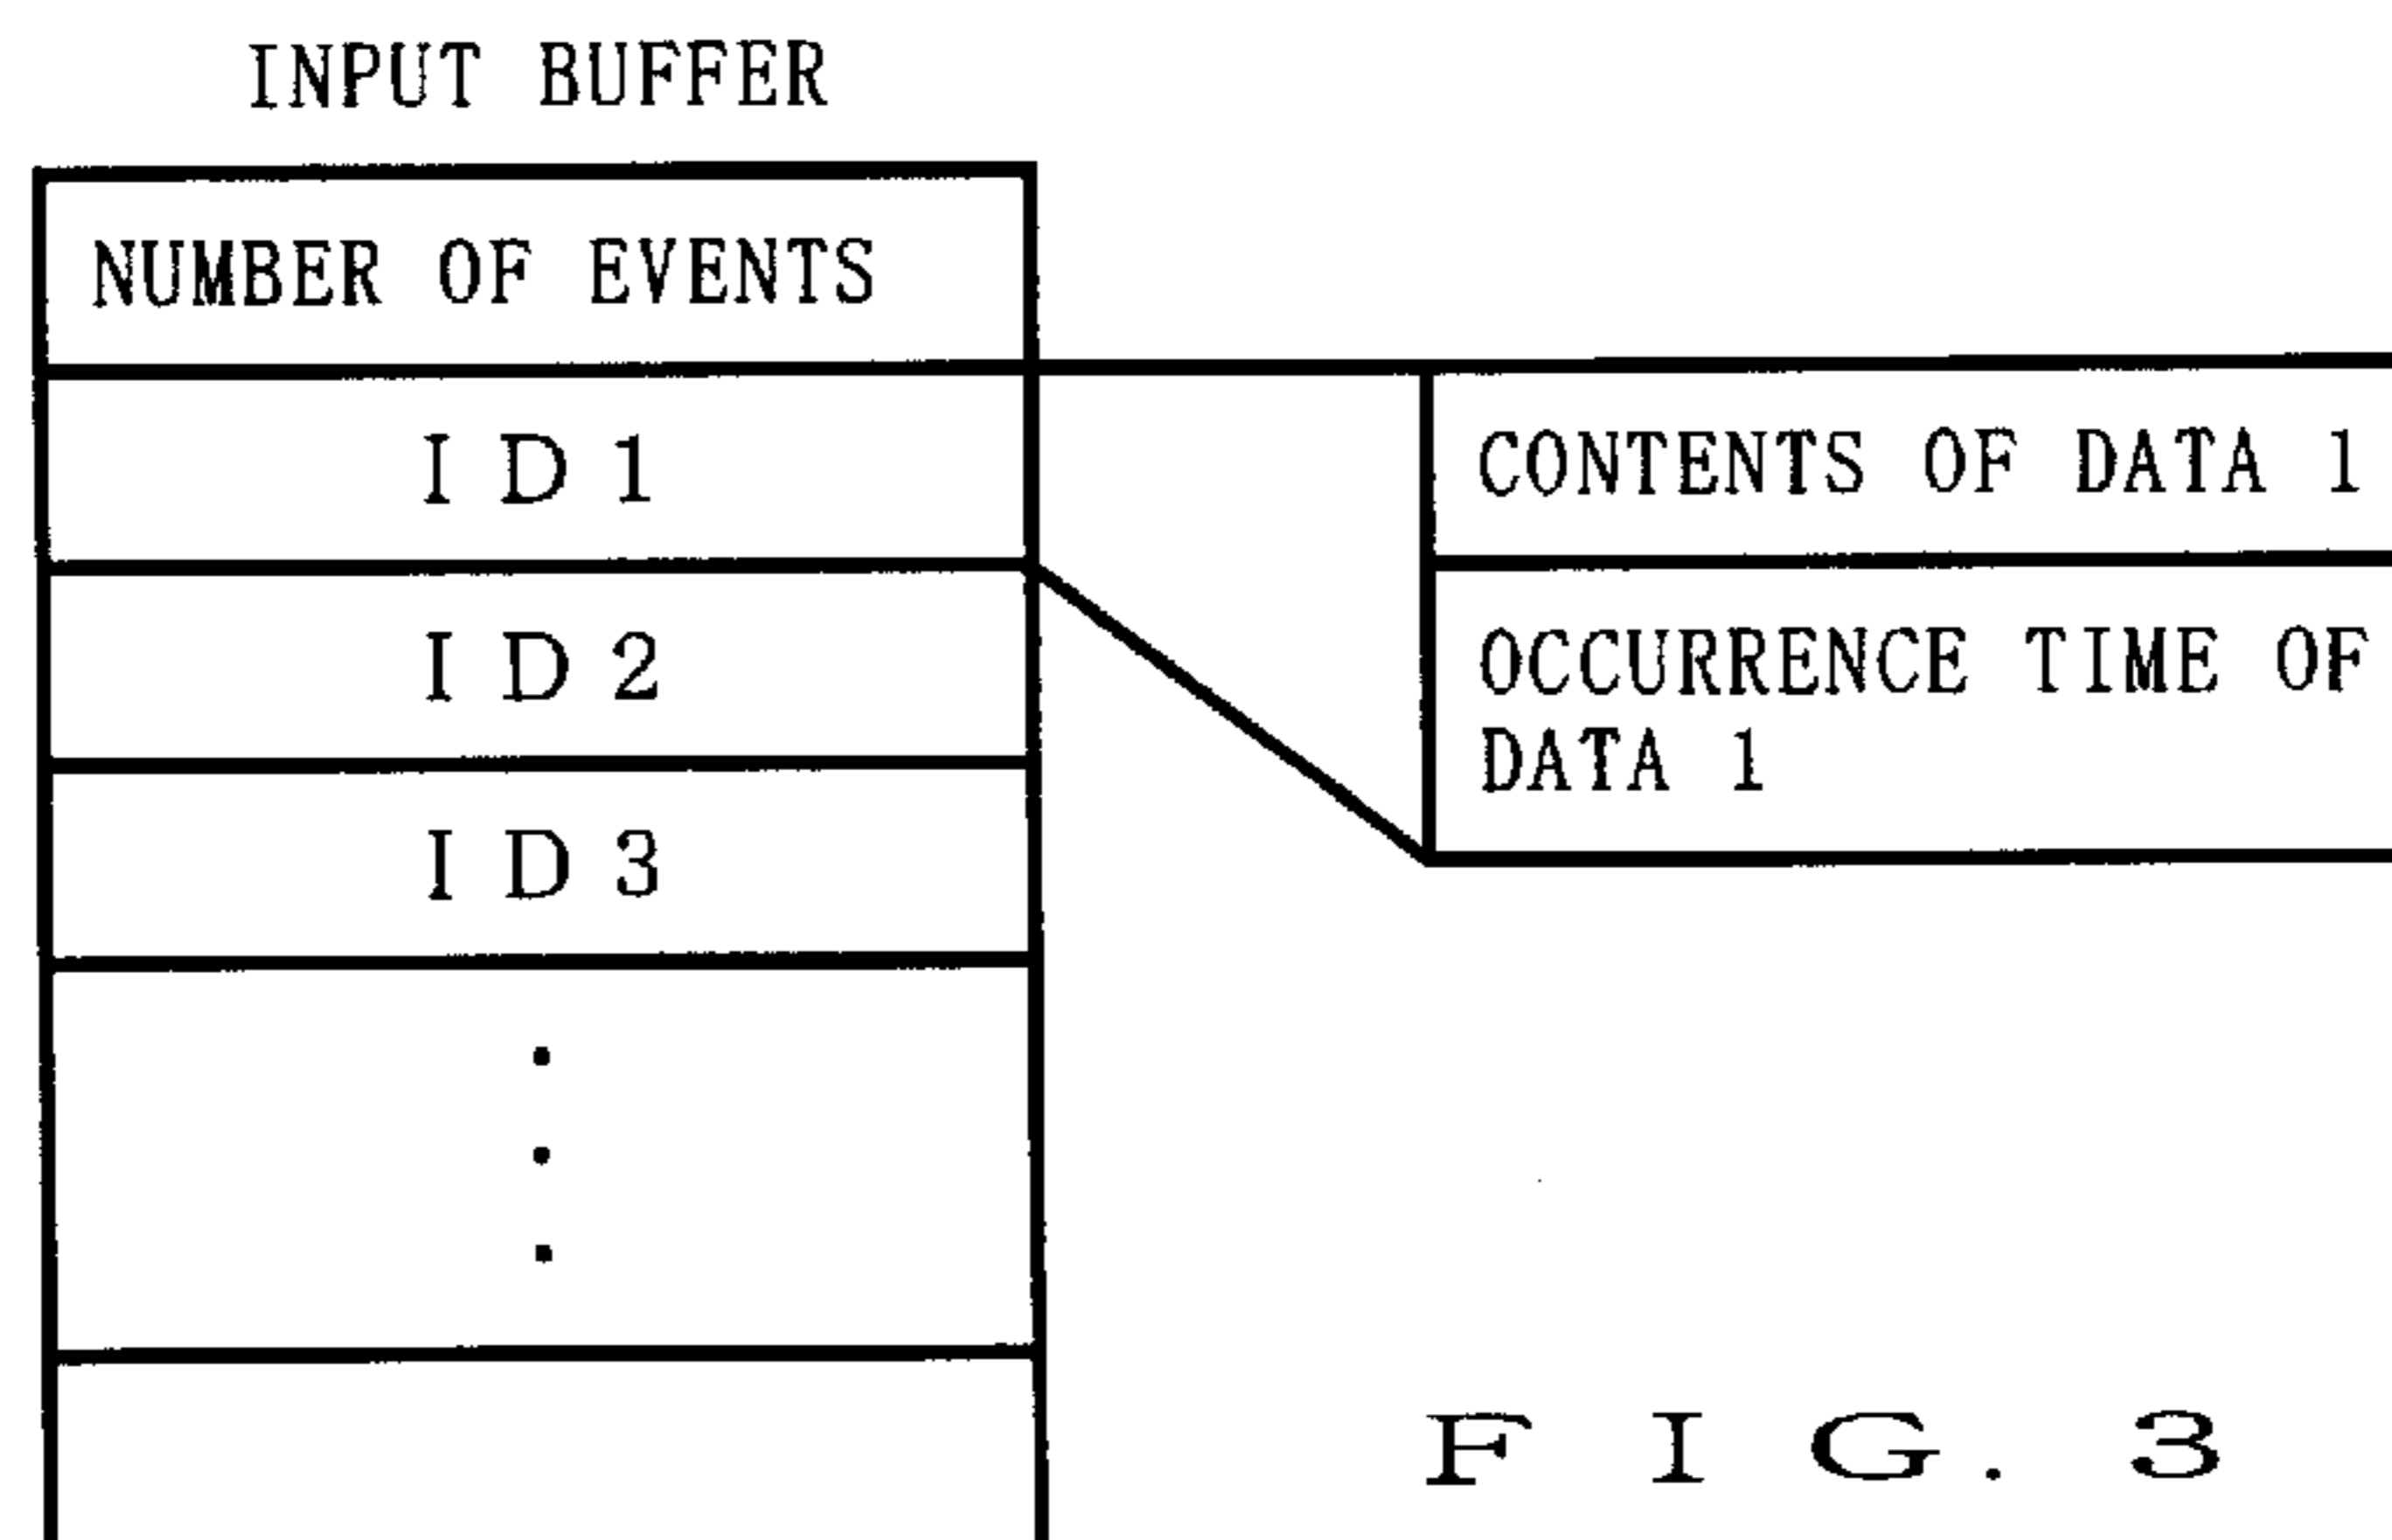 INPUT BUFFER
NUMBER OF EVENTS
ID1
ID2
ID3
CONTENTS OF DATA 1
OCCURRENCE TIME OF
DATA 1
FIG. 3